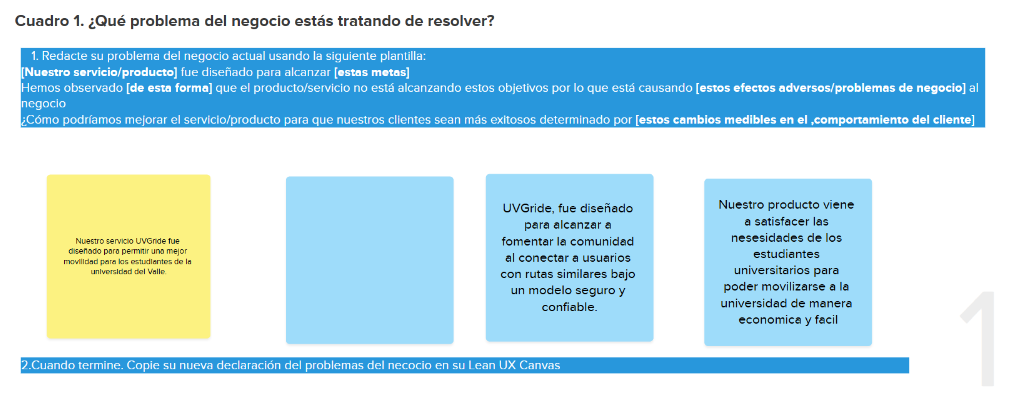 Cuadro 1. ¿Qué problema del negocio estás tratando de resolver?
1. Redacte su problema del negocio actual usando la siguiente plantilla:
[Nuestro servicio/producto] fue diseñado para alcanzar [estas metas]
Hemos observado [de esta forma] que el producto/servicio no está alcanzando estos objetivos por lo que está causando [estos efectos adversos/problemas de negocio] al
negocio
¿Cómo podríamos mejorar el servicio/producto para que nuestros clientes sean más exitosos determinado por [estos cambios medibles en el ,comportamiento del cliente]
Nuestro servicio UVGride fue
diseñado para permitir una mejor
movilidad para los estudiantes de la
universidad del Valle.
UVGride, fue diseñado
para alcanzar a
fomentar la comunidad
al conectar a usuarios
con rutas similares bajo
un modelo seguro y
confiable.
Nuestro producto viene
a satisfacer las
nesesidades de los
estudiantes
universitarios para
poder movilizarse a la
universidad de manera
economica y facil
1
2.Cuando termine. Copie su nueva declaración del problemas del necocio en su Lean UX Canvas